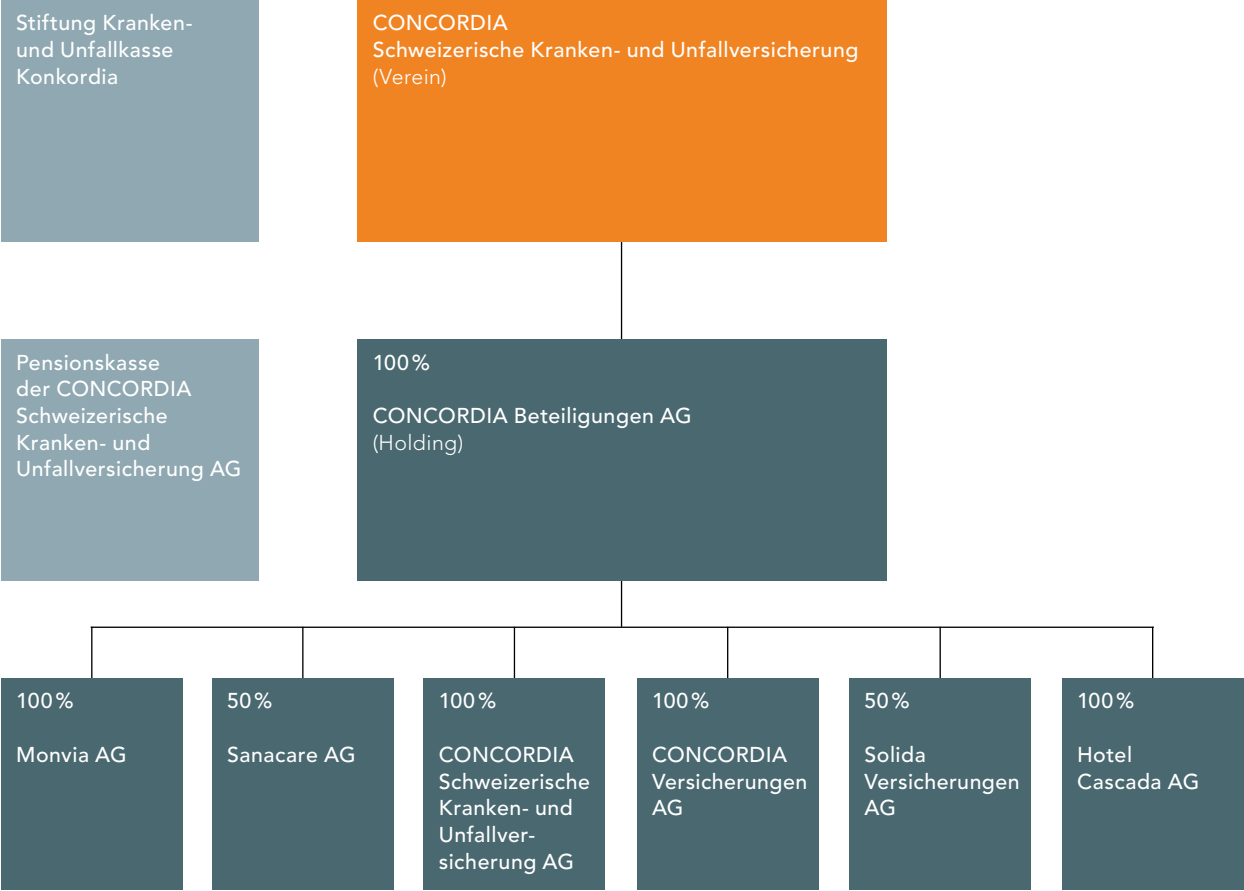 Stiftung Kranken-
und Unfallkasse
Konkordia
CONCORDIA
Schweizerische Kranken- und Unfallversicherung
(Verein)
Pensionskasse
der CONCORDIA
Schweizerische
Kranken- und
Unfallversicherung AG
100%
CONCORDIA Beteiligungen AG
(Holding)
100%
Monvia AG
50%
Sanacare AG
100%
CONCORDIA
Schweizerische
Kranken- und
Unfallver-
sicherung AG
100%
CONCORDIA
Versicherungen
AG
50%
Solida
Versicherungen
AG
100%
Hotel
Cascada AG